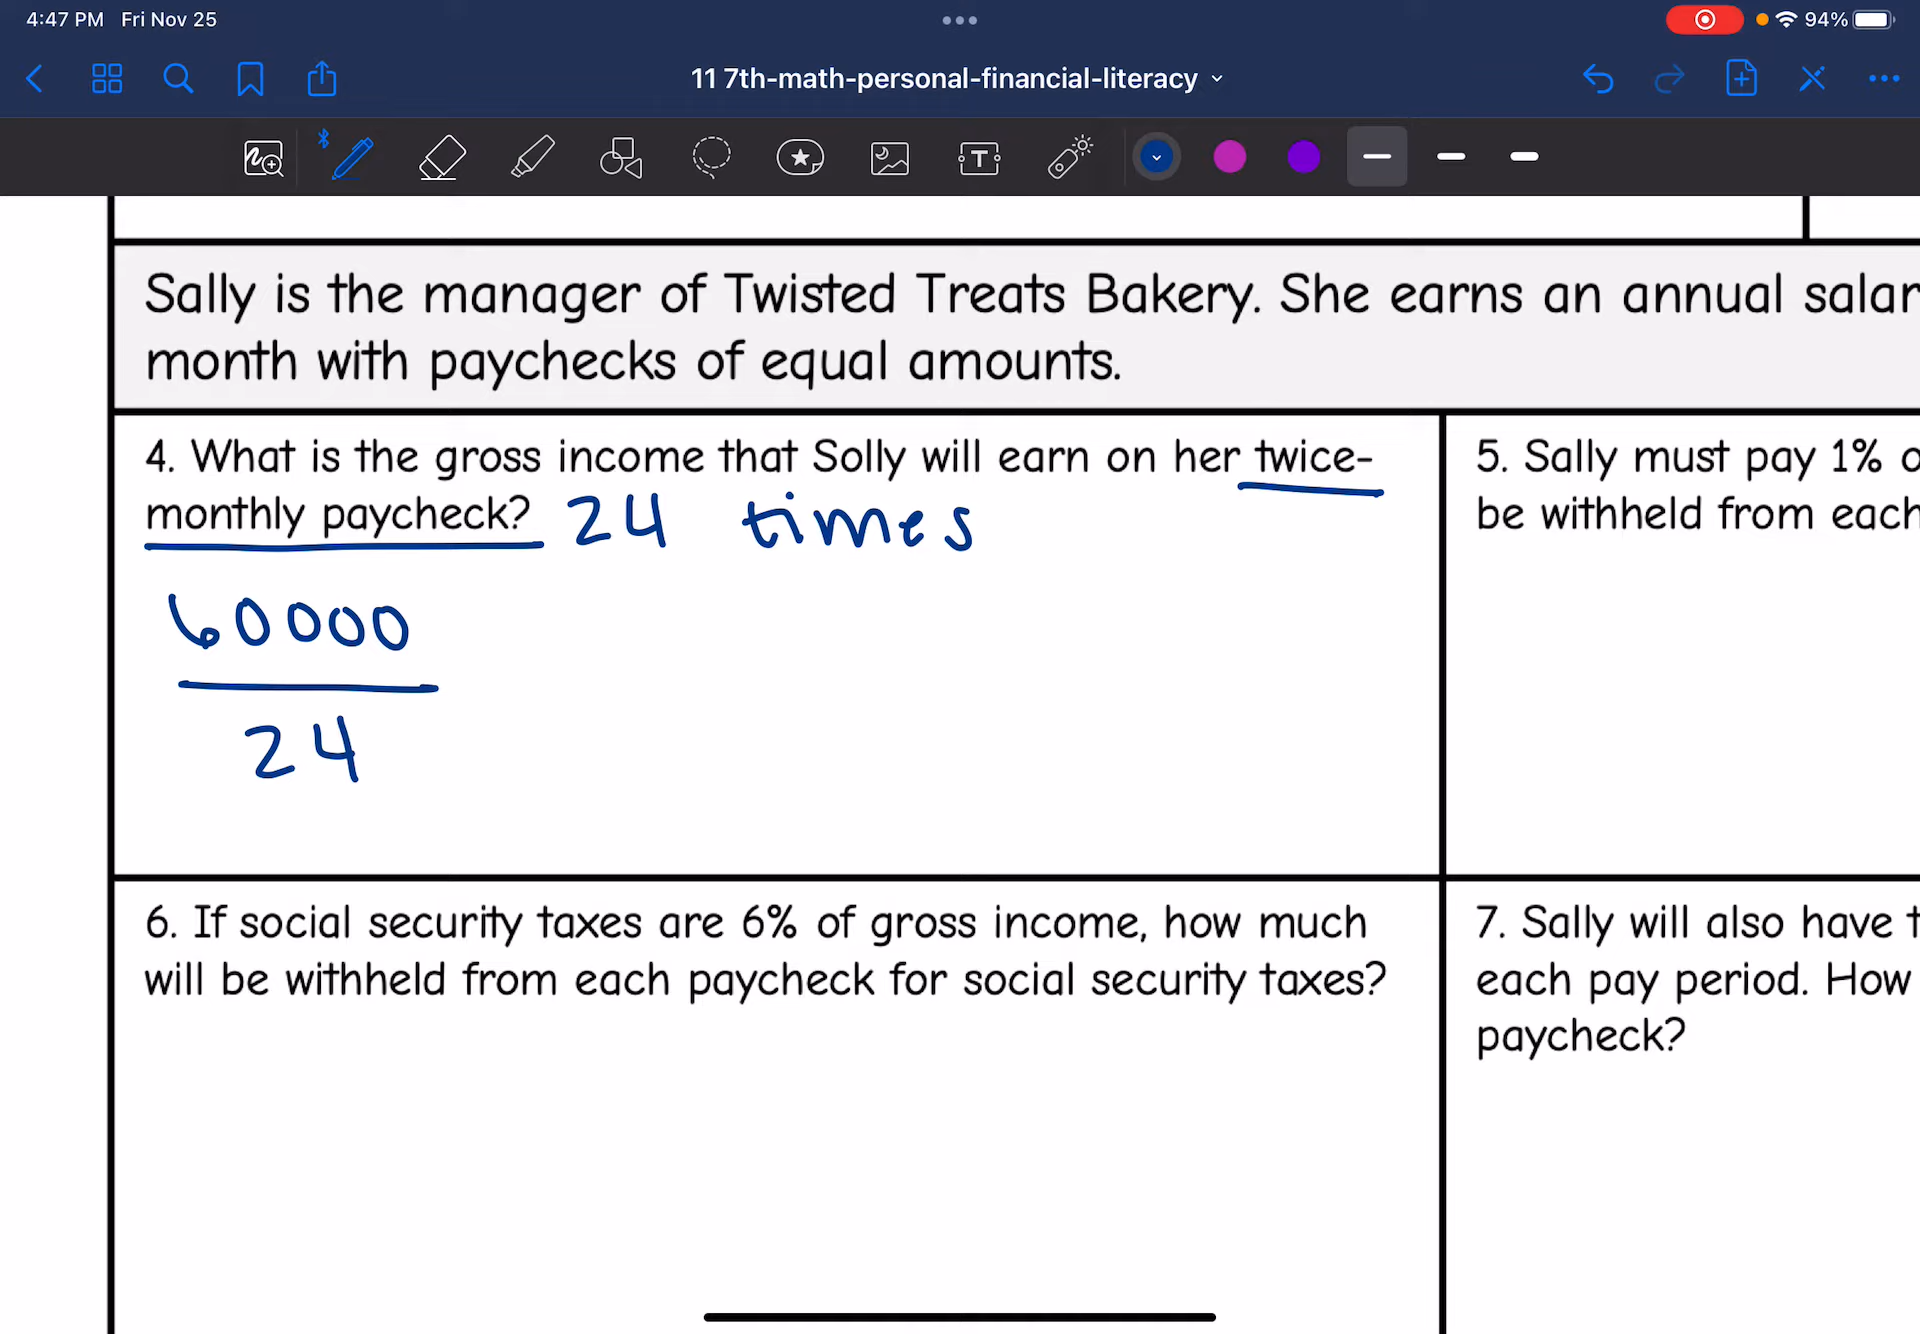 4:47 PM Fri Nov 25
94%
11 7th-math-personal-financial-literacy
T
Sally is the manager of Twisted Treats Bakery. She earns an annual salar
month with paychecks of equal amounts.
4. What is the gross income that Solly will earn on her twice-
monthly paycheck? 24 times
60000
24
5. Sally must pay 1% o
be withheld from each
6. If social security taxes are 6% of gross income, how much
will be withheld from each paycheck for social security taxes?
7. Sally will also have t
each pay period. How
paycheck?